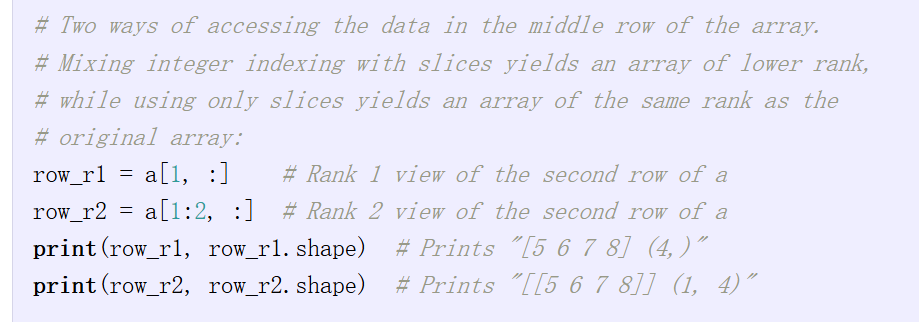 # Two ways of accessing the data in the middle row of the array.
# Mixing integer indexing with slices yields an array of lower rank,
# while using only slices yields an array of the same rank as the
# original array:
row_r1 = a[1, :]    # Rank 1 view of the second row of a
row_r2 = a[1:2, :]  # Rank 2 view of the second row of a
print(row_r1, row_r1.shape)  # Prints "[5 6 7 8] (4,)"
print(row_r2, row_r2.shape)  # Prints "[[5 6 7 8]] (1, 4)"